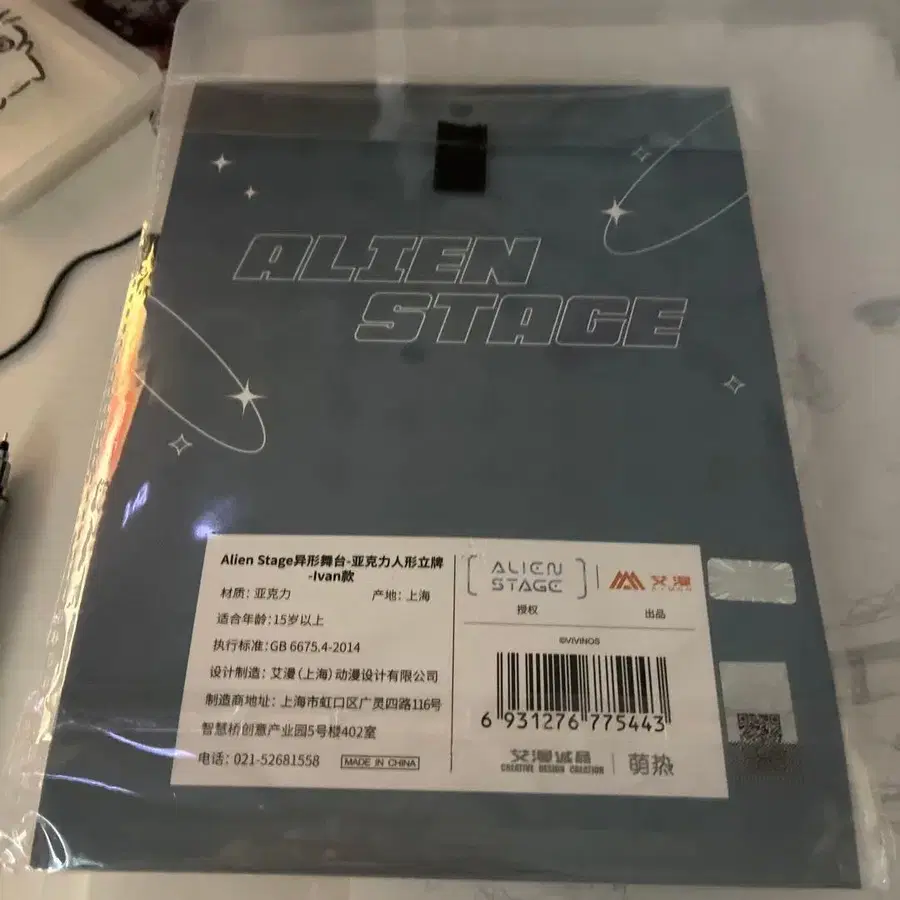 ALIEN
STAGE
Alien Stage异形舞台-亚克力人形立牌
-Ivan款
材质：亚克力 产地：上海
适合年龄：15岁以上
执行标准：GB 6675.4-2014
设计制造：艾漫（上海）动漫设计有限公司
制造商地址：上海市虹口区广灵四路116号
智慧桥创意产业园5号楼402室
电话：021-52681558 MADE IN CHINA
ALIEN
STAGE
授权
艾漫
出品
©VIVINOS
6 931276 775443
艾漫诚品
CREATIVE DESIGN CREATION
萌热